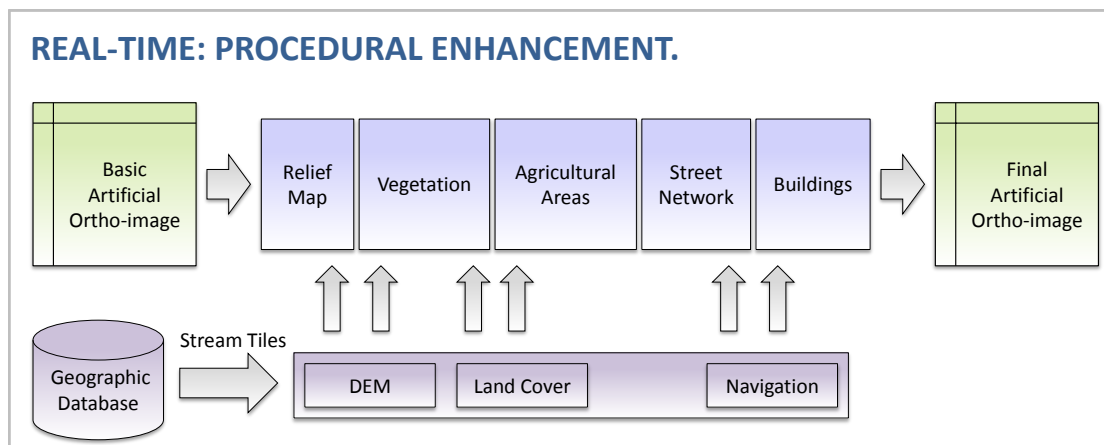 REAL-TIME: PROCEDURAL ENHANCEMENT.
Basic
Artificial
Ortho-image
Relief
Map
Vegetation
Agricultural
Areas
Street
Network
Buildings
Final
Artificial
Ortho-image
Geographic
Database
Stream Tiles
DEM
Land Cover
Navigation